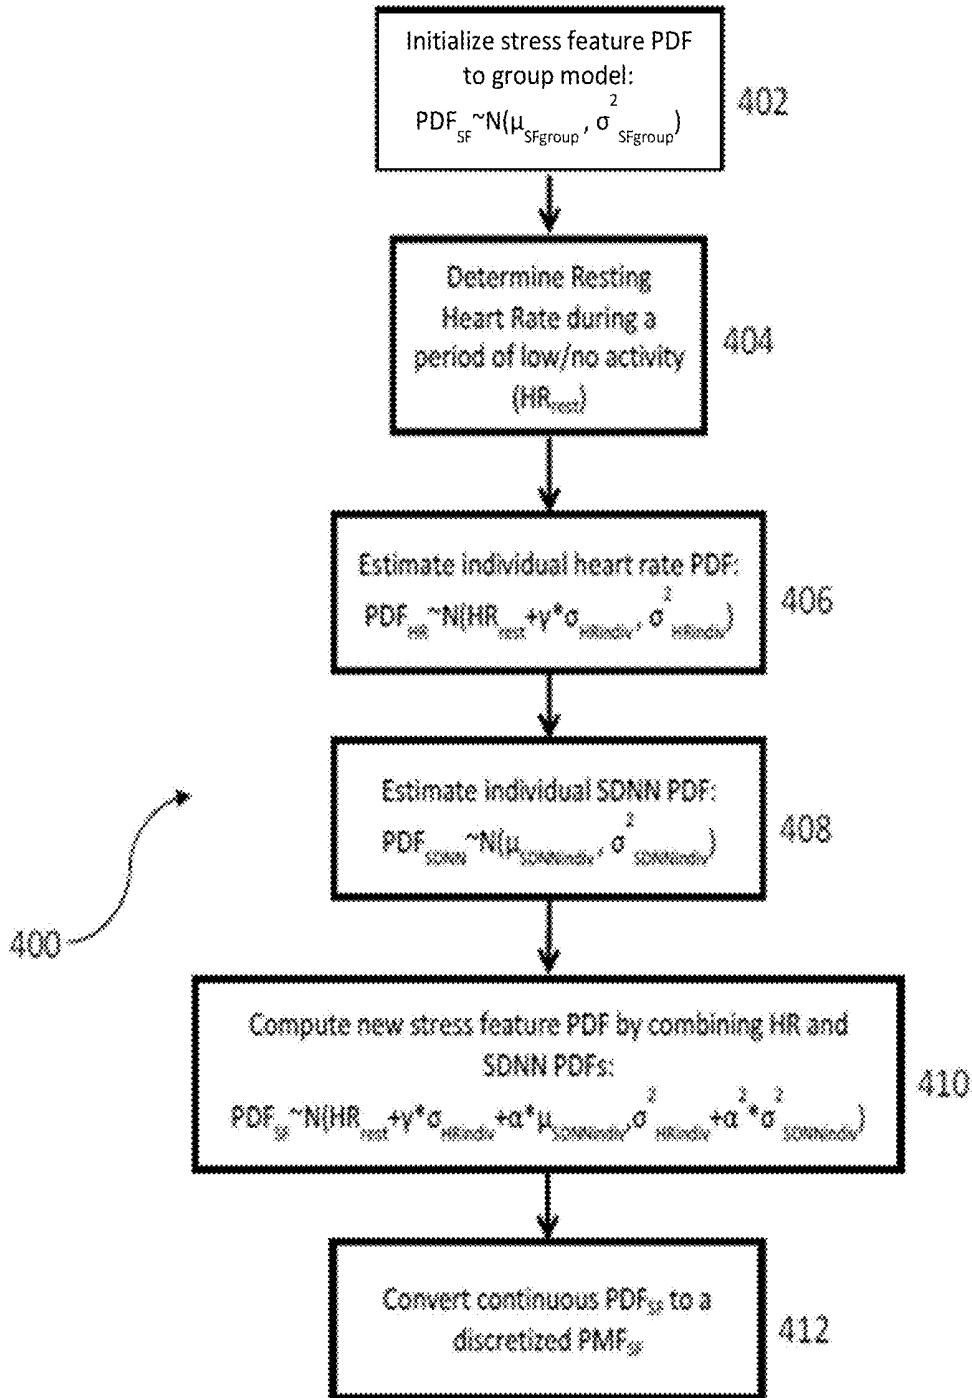 Initialize stress feature PDF
to group model:
PDF_SF~N(μ_SFgroup, σ²_SFgroup)
402
Determine Resting
Heart Rate during a
period of low/no activity
(HR_rest)
404
Estimate individual heart rate PDF:
PDF_HR~N(HR_rest+γ*σ_HRindiv, σ²_HRindiv)
406
Estimate individual SDNN PDF:
PDF_SDNN~N(μ_SDNNindiv, σ²_SDNNindiv)
408
400
Compute new stress feature PDF by combining HR and
SDNN PDFs:
PDF_SF~N(HR_rest+γ*σ_HRindiv+α*μ_SDNNindiv,σ²_HRindiv+α²*σ²_SDNNindiv)
410
Convert continuous PDF_SF to a
discretized PMF_SF
412